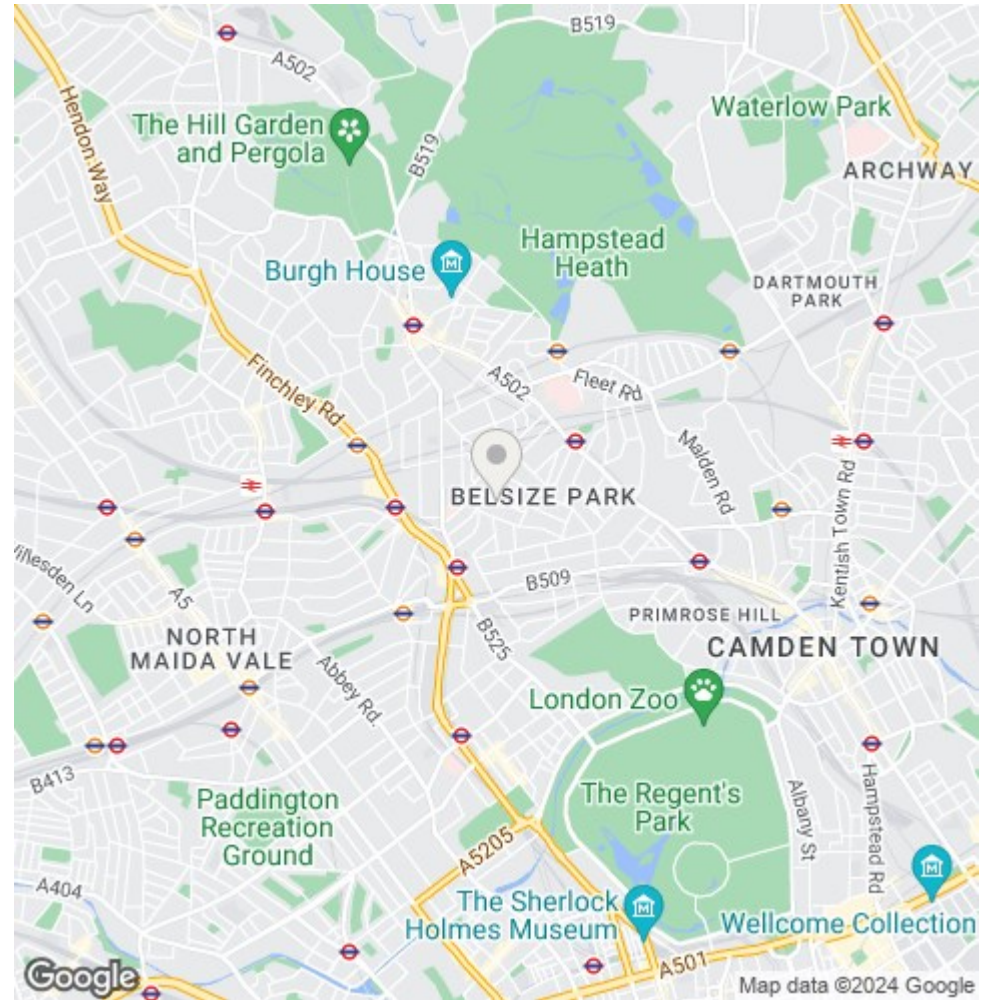 B519
A502
Hendon Way
The Hill Garden
and Pergola
B519
Waterlow Park
ARCHWAY
Hampstead
Heath
Burgh House
DARTMOUTH
PARK
Finchley Rd
A502
Fleet Rd
Malden Rd
BELSIZE PARK
Kentish Town Rd
Willesden Ln
A5
B509
PRIMROSE HILL
NORTH
MAIDA VALE
B525
CAMDEN TOWN
Abbey Rd
London Zoo
B413
Paddington
Recreation
Ground
The Regent's
Park
Albany St
Hampstead Rd
A5205
A404
The Sherlock
Holmes Museum
Wellcome Collection
A501
Google
Map data ©2024 Google